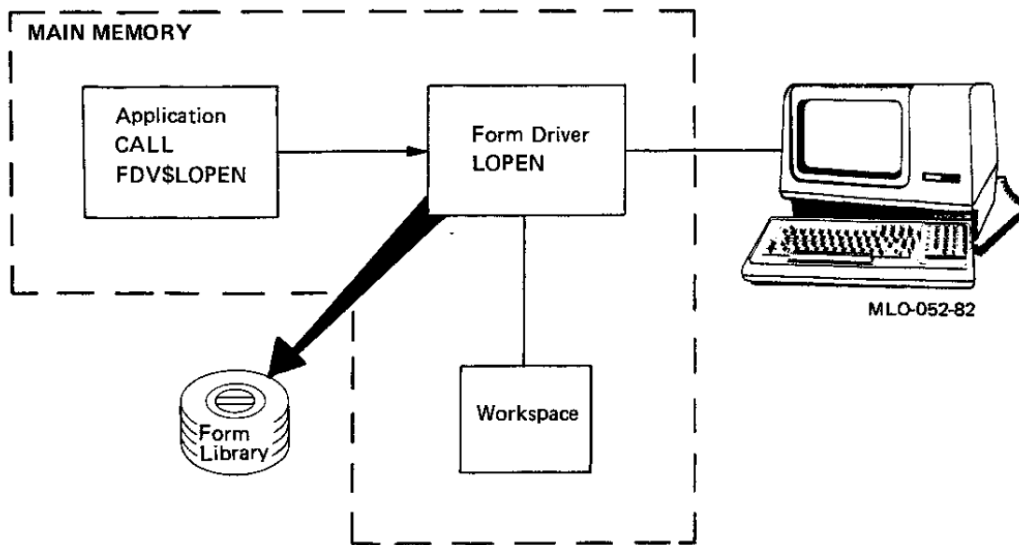 MAIN MEMORY
Application
CALL
FDV$LOPEN
Form Driver
LOPEN
MLO-052-82
Form
Library
Workspace